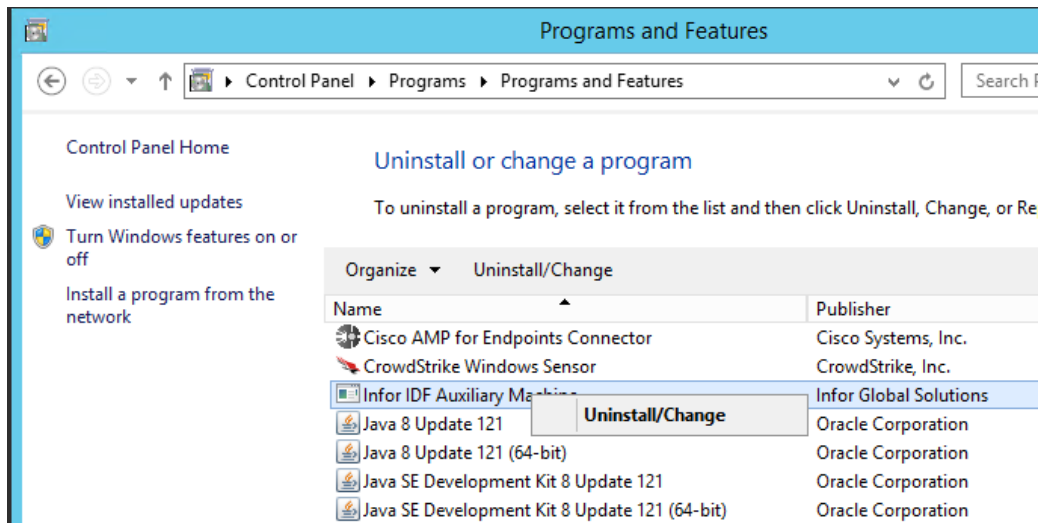 Programs and Features
Control Panel Programs Programs and Features
Search
Control Panel Home
View installed updates
Turn Windows features on or
off
Install a program from the
network
Uninstall or change a program
To uninstall a program, select it from the list and then click Uninstall, Change, or Re
Organize Uninstall/Change
Name Publisher
Cisco AMP for Endpoints Connector Cisco Systems, Inc.
CrowdStrike Windows Sensor CrowdStrike, Inc.
Infor IDF Auxiliary Machine Infor Global Solutions
Uninstall/Change
Java 8 Update 121 Oracle Corporation
Java 8 Update 121 (64-bit) Oracle Corporation
Java SE Development Kit 8 Update 121 Oracle Corporation
Java SE Development Kit 8 Update 121 (64-bit) Oracle Corporation